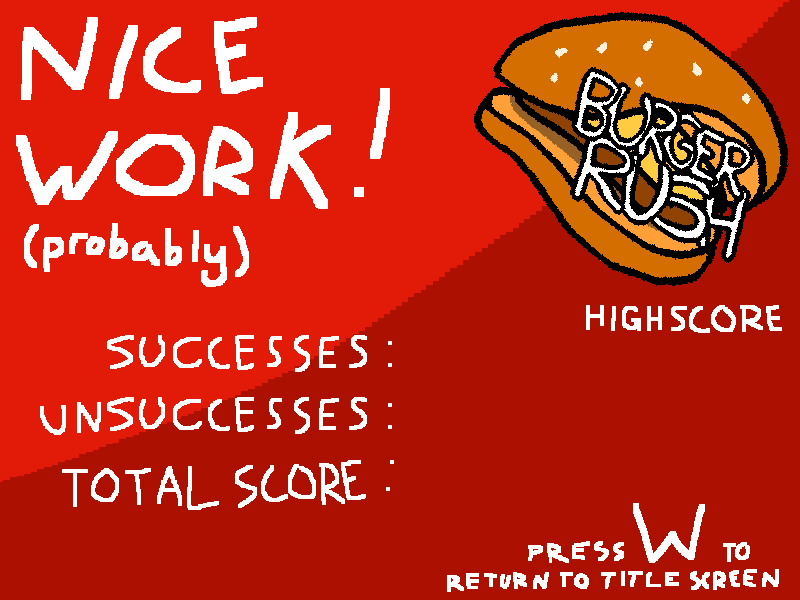 NICE
WORK!
(probably)
BURGER
RUSH
HIGHSCORE
SUCCESSES:
UNSUCCESSES:
TOTAL SCORE:
PRESS W TO
RETURN TO TITLE SCREEN